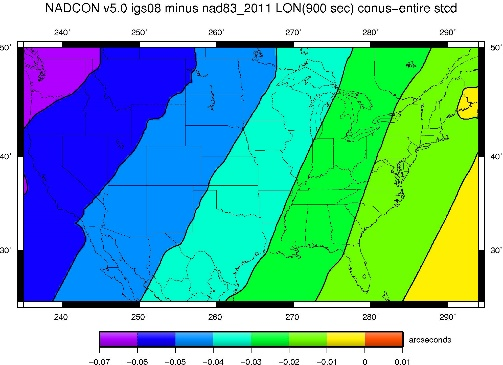 NADCON v5.0 igs08 minus nad83_2011 LON(900 sec) conus-entire stcd
240˚ 250˚ 260˚ 270˚ 280˚ 290˚
50˚ 50˚
40˚ 40˚
30˚ 30˚
240˚ 250˚ 260˚ 270˚ 280˚ 290˚
arcseconds
-0.07 -0.06 -0.05 -0.04 -0.03 -0.02 -0.01 0 0.01